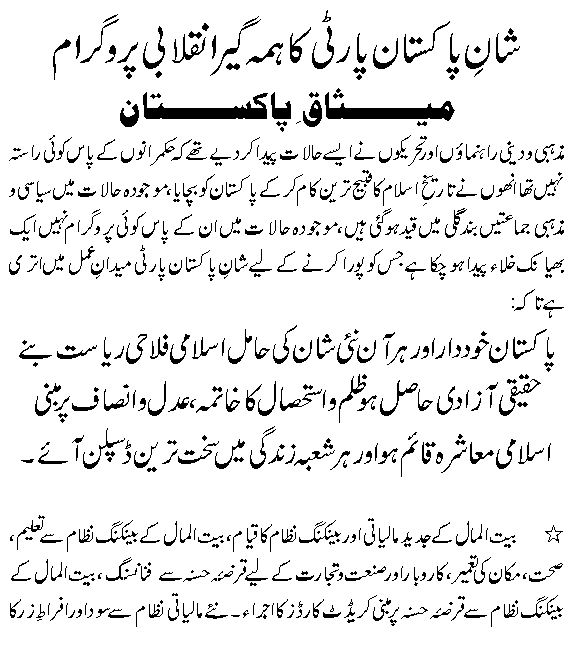 شانِ پاکستان پارٹی کا ہمہ گیر انقلابی پروگرام
میثاقِ پاکستان
مذہبی و دینی راہنماؤں اور تحریکوں نے ایسے حالات پیدا کر دیے تھے کہ حکمرانوں کے پاس کوئی راستہ
نہیں تھا انھوں نے تاریخِ اسلام کا قبیح ترین کام کر کے پاکستان کو بچایا، موجودہ حالات میں سیاسی و
مذہبی جماعتیں بند گلی میں قید ہو گئی ہیں، موجودہ حالات میں ان کے پاس کوئی پروگرام نہیں ایک
بھیانک خلاء پیدا ہو چکا ہے جس کو پورا کرنے کے لیے شانِ پاکستان پارٹی میدانِ عمل میں اتری
ہے تاکہ:
پاکستان خوددار اور ہر آن نئی شان کی حامل اسلامی فلاحی ریاست بنے
حقیقی آزادی حاصل ہو ظلم و استحصال کا خاتمہ، عدل و انصاف پر مبنی
اسلامی معاشرہ قائم ہو اور ہر شعبہ زندگی میں سخت ترین ڈسپلن آئے۔
☆ بیت المال کے جدید مالیاتی اور بینکنگ نظام کا قیام، بیت المال کے بینکنگ نظام سے تعلیم،
صحت، مکان کی تعمیر، کاروبار اور صنعت و تجارت کے لیے قرضہ حسنہ سے فنانسنگ، بیت المال کے
بینکنگ نظام سے قرضہ حسنہ پر مبنی کریڈٹ کارڈز کا اجراء۔ نئے مالیاتی نظام سے سود اور افراطِ زر کا